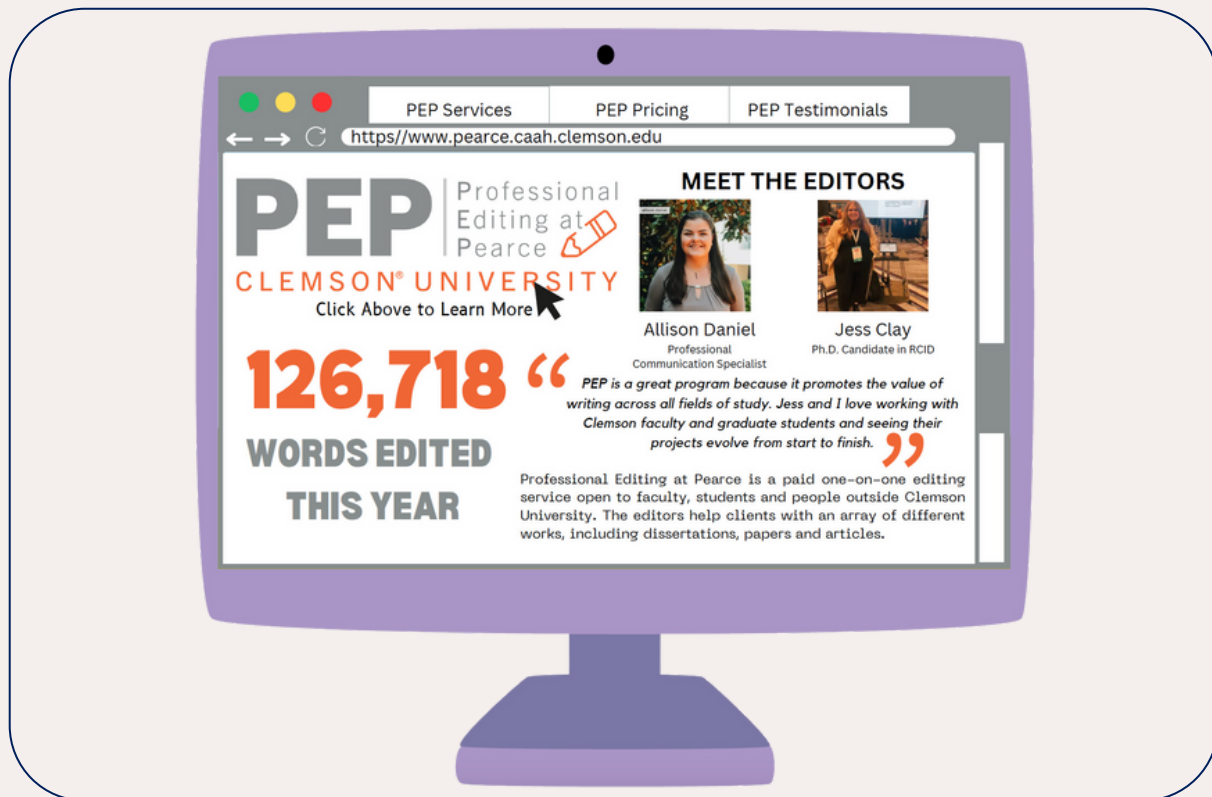 PEP Services
PEP Pricing
PEP Testimonials
https//www.pearce.caah.clemson.edu
PEP
Professional
Editing at
Pearce
CLEMSON® UNIVERSITY
Click Above to Learn More
126,718
WORDS EDITED
THIS YEAR
MEET THE EDITORS
Allison Daniel
Professional
Communication Specialist
Jess Clay
Ph.D. Candidate in RCID
“ PEP is a great program because it promotes the value of
writing across all fields of study. Jess and I love working with
Clemson faculty and graduate students and seeing their
projects evolve from start to finish. ”
Professional Editing at Pearce is a paid one-on-one editing
service open to faculty, students and people outside Clemson
University. The editors help clients with an array of different
works, including dissertations, papers and articles.